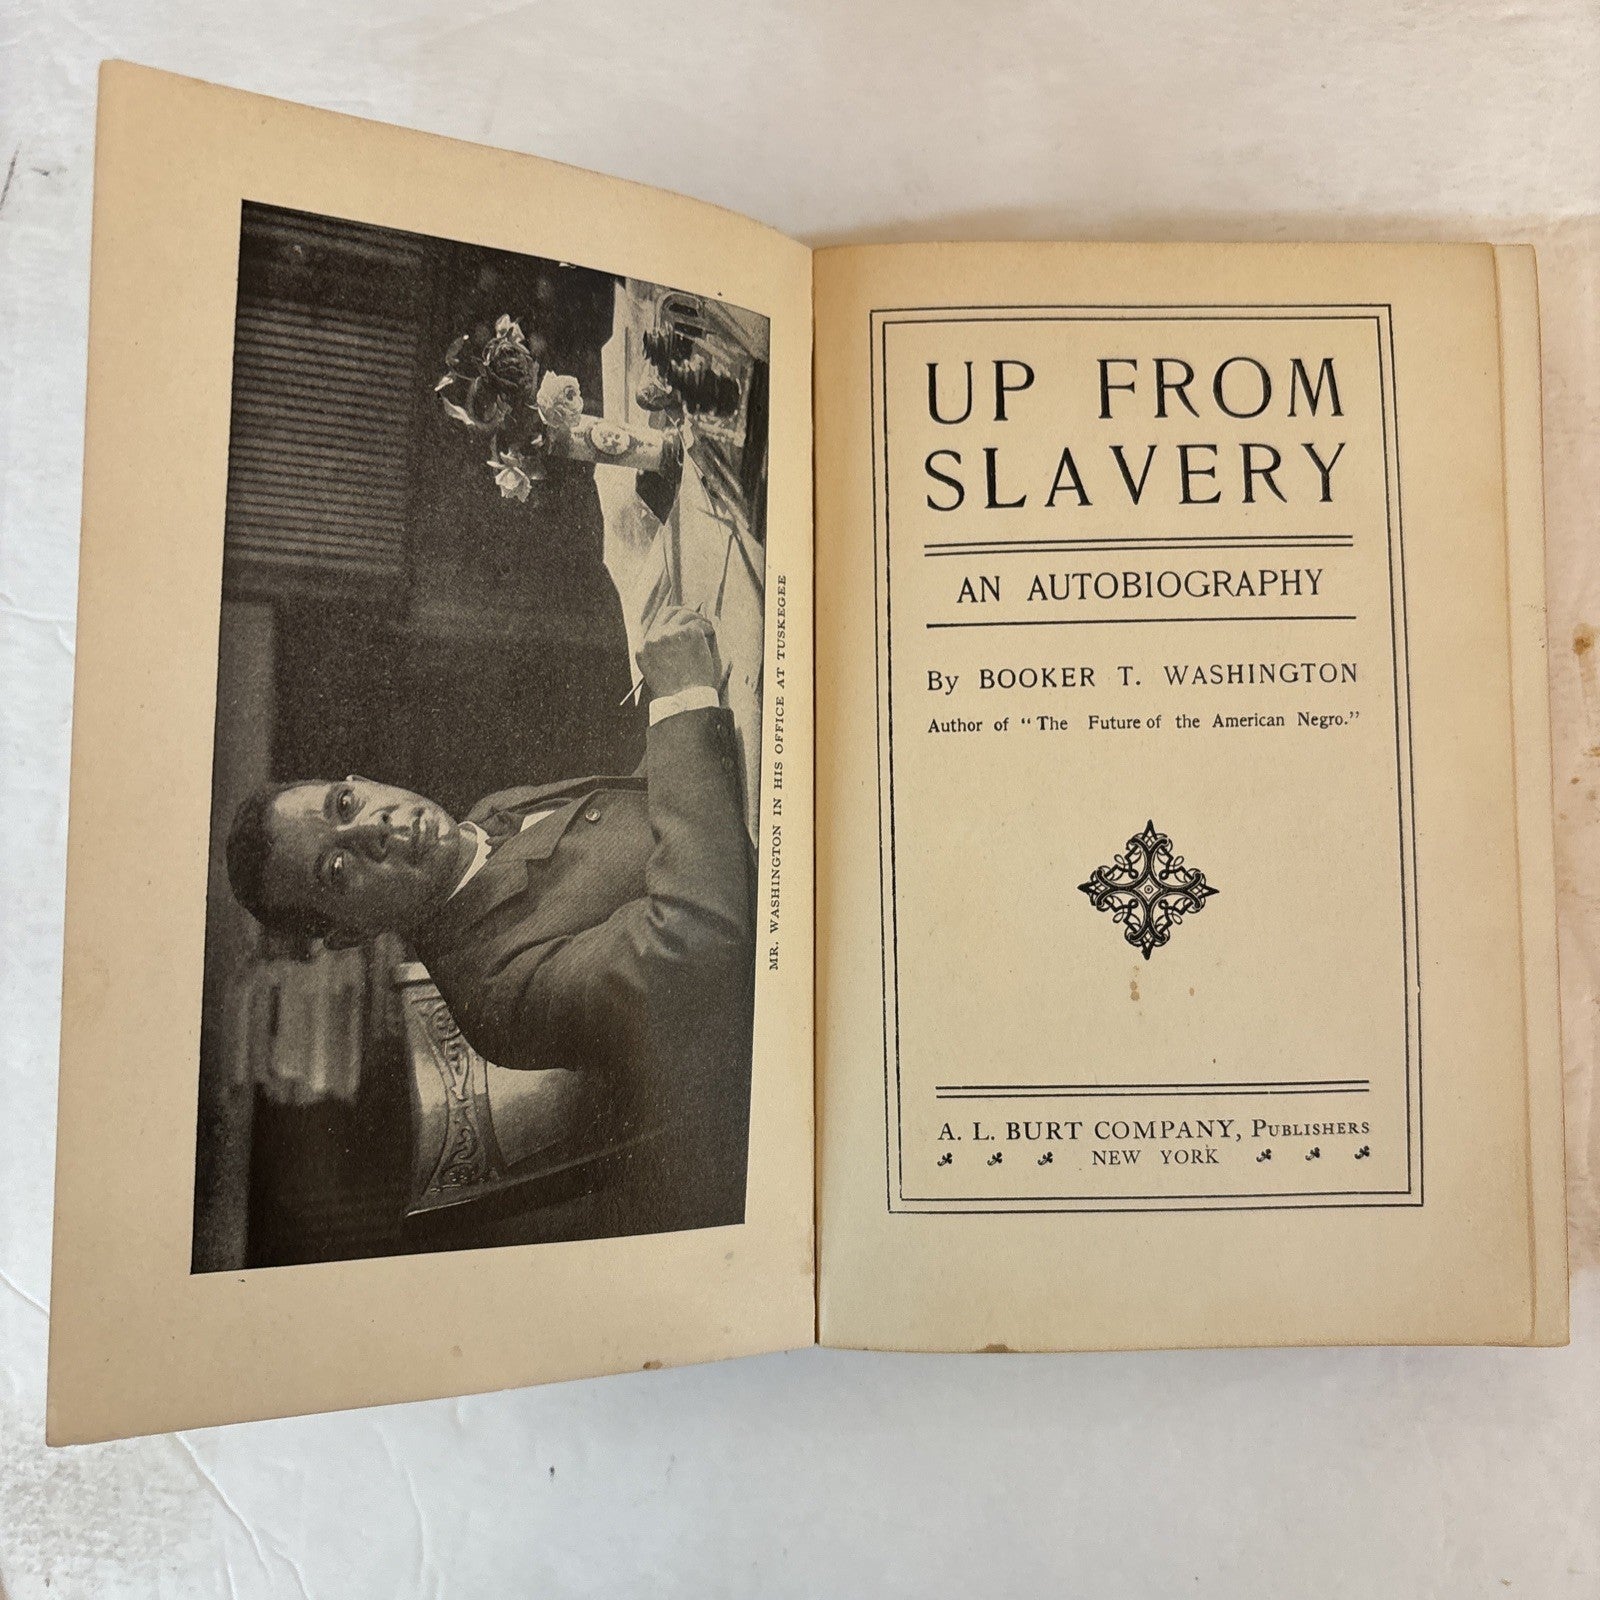 MR. WASHINGTON IN HIS OFFICE AT TUSKEGEE
UP FROM
SLAVERY
AN AUTOBIOGRAPHY
By BOOKER T. WASHINGTON
Author of "The Future of the American Negro."
A. L. BURT COMPANY, PUBLISHERS
NEW YORK